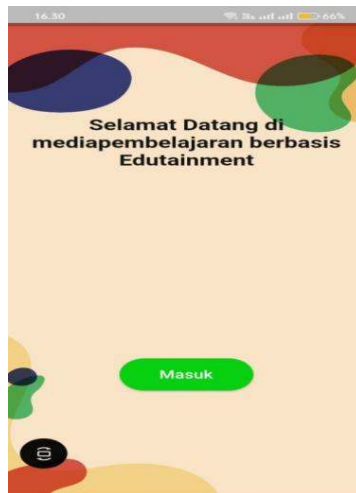 16.30
66%
Selamat Datang di
mediapembelajaran berbasis
Edutainment
Masuk